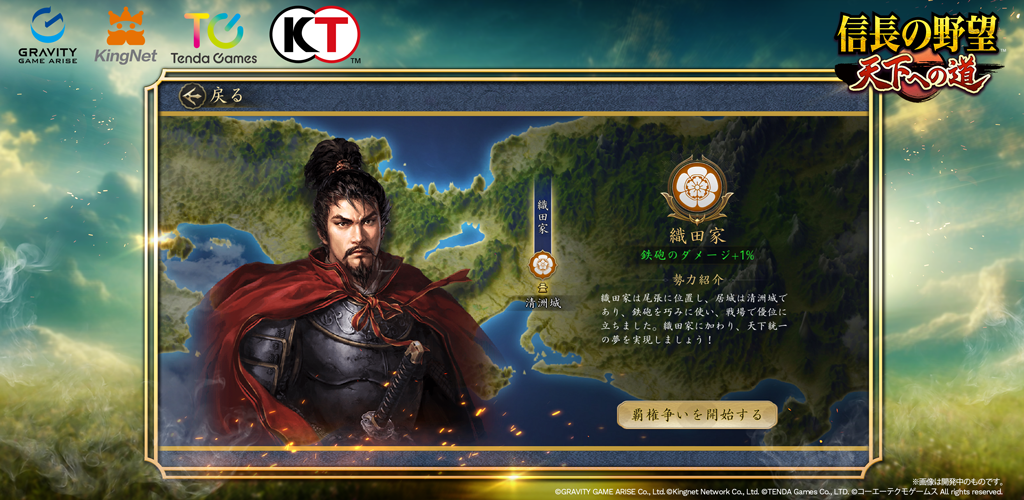 GRAVITY
GAME ARISE
KingNet
TG
Tenda Games
KT
TM
信長の野望
天下への道
戻る
織田家
清洲城
織田家
鉄砲のダメージ+1%
勢力紹介
織田家は尾張に位置し、居城は清洲城で
あり、鉄砲を巧みに使い、戦場で優位に
立ちました。織田家に加わり、天下統一
の夢を実現しましょう!
覇権争いを開始する
※画像は開発中のものです。
©GRAVITY GAME ARISE Co., Ltd.©Kingnet Network Co., Ltd. ©TENDA Games Co., LTD. ©コーエーテクモゲームス All rights reserved.